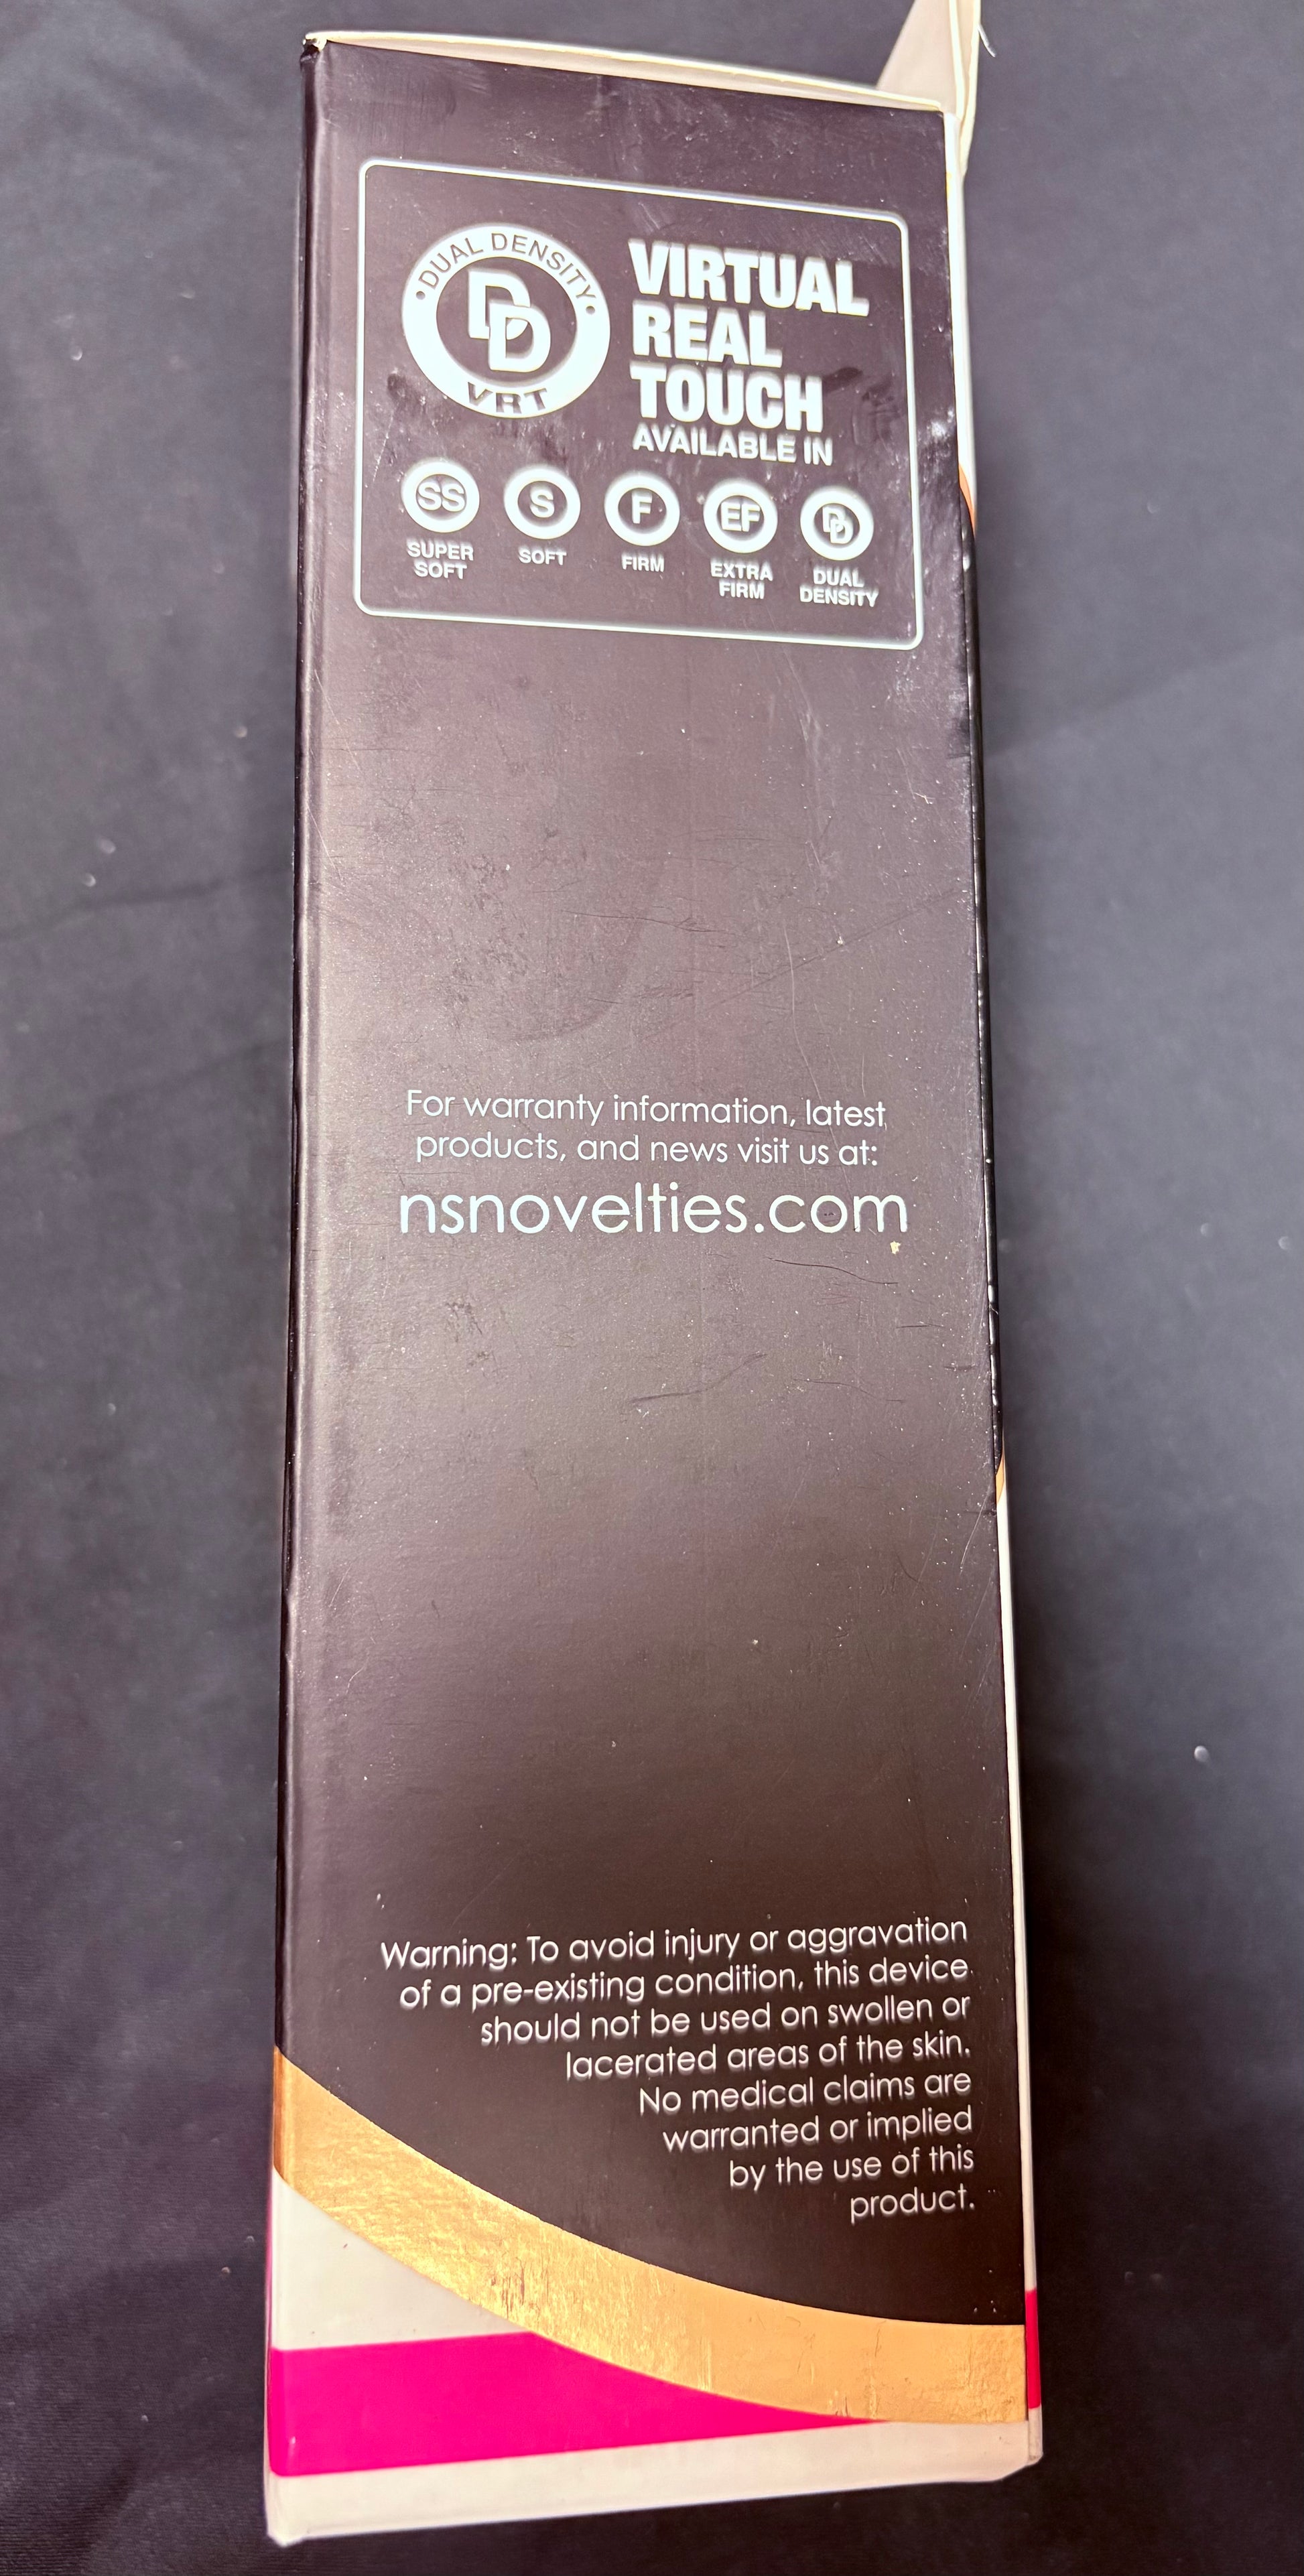 DUAL DENSITY
DD
VRT
VIRTUAL
REAL
TOUCH
AVAILABLE IN
SS S F EF DD
SUPER SOFT FIRM EXTRA DUAL
SOFT FIRM DENSITY
For warranty information, latest
products, and news visit us at:
nsnovelties.com
Warning: To avoid injury or aggravation
of a pre-existing condition, this device
should not be used on swollen or
lacerated areas of the skin.
No medical claims are
warranted or implied
by the use of this
product.